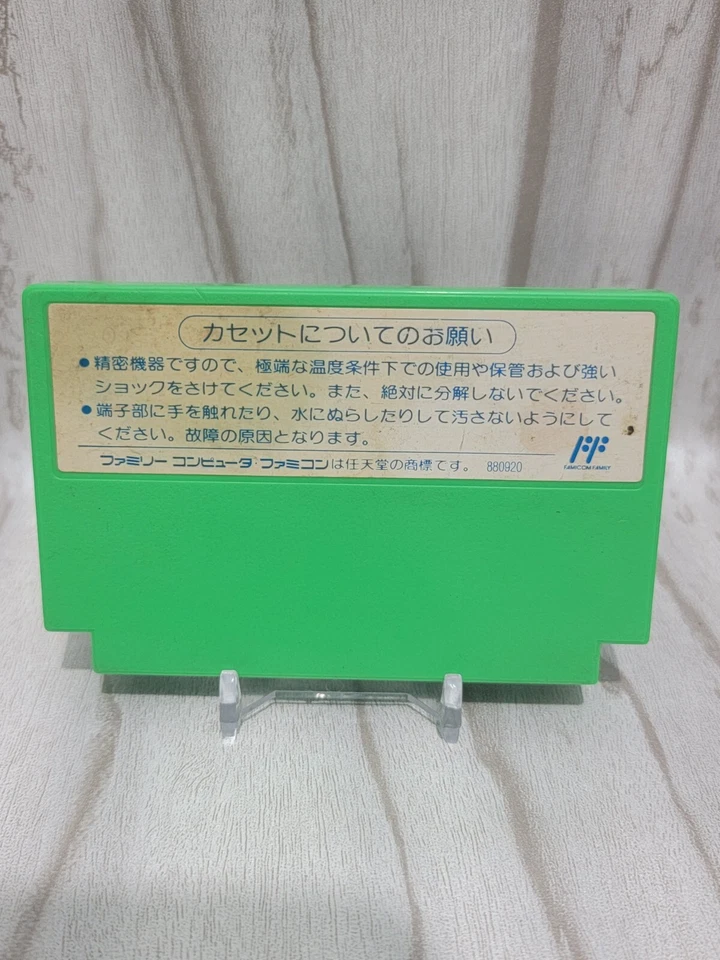 カセットについてのお願い
●精密機器ですので、極端な温度条件下での使用や保管および強い
ショックをさけてください。また、絶対に分解しないでください。
●端子部に手を触れたり、水にぬらしたりして汚さないようにして
ください。故障の原因となります。
ファミリー コンピュータ ファミコンは任天堂の商標です。 880920
FF
FAMICOM FAMILY